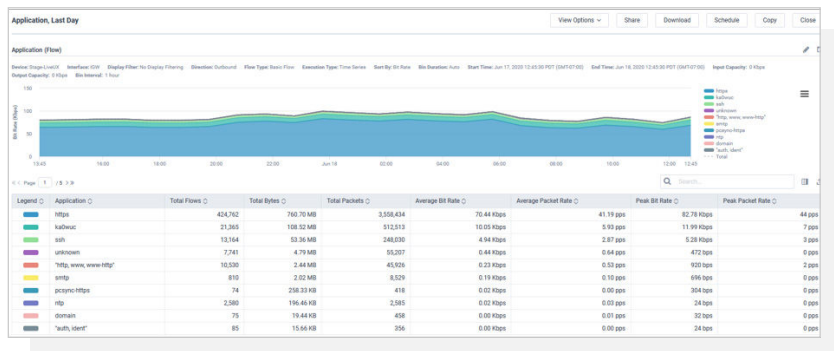 Application, Last Day
View Options Share Download Schedule Copy Close
Application (Flow)
Device: Stage LiveNX Interface: IGW Display Filter: No Display Filtering Direction: Outbound Flow Type: Basic Flow Execution Type: Time Series Sort By: Bit Rate Bin Duration: Auto Start Time: Jun 17, 2020 12:45:36 PDT (GMT-07:00) End Time: Jun 18, 2020 12:45:36 PDT (GMT-07:00) Input Capacity: 0 Kbps
Output Capacity: 0 Kbps Bin Interval: 1 hour
Bit Rate (Kbps)
150
100
50
0
13:45 16:00 18:00 20:00 22:00 Jun 18 02:00 04:00 06:00 08:00 10:00 12:00 12:45
https
ka0wuc
ssh
unknown
"http, www, www-http"
smtp
pcsync-https
ntp
domain
"auth, ident"
Total
Page 1 / 5
Search...
Legend Application Total Flows Total Bytes Total Packets Average Bit Rate Average Packet Rate Peak Bit Rate Peak Packet Rate
https 424,762 760.70 MB 3,558,434 70.44 Kbps 41.19 pps 82.78 Kbps 44 pps
ka0wuc 21,365 108.52 MB 512,513 10.05 Kbps 5.93 pps 11.99 Kbps 7 pps
ssh 13,164 53.36 MB 248,030 4.94 Kbps 2.87 pps 5.28 Kbps 3 pps
unknown 7,741 4.79 MB 55,207 0.44 Kbps 0.64 pps 472 bps 0 pps
"http, www, www-http" 10,530 2.44 MB 45,926 0.23 Kbps 0.53 pps 920 bps 2 pps
smtp 810 2.02 MB 8,529 0.19 Kbps 0.10 pps 696 bps 0 pps
pcsync-https 74 258.33 KB 418 0.02 Kbps 0.00 pps 304 bps 0 pps
ntp 2,580 196.46 KB 2,585 0.02 Kbps 0.03 pps 24 bps 0 pps
domain 75 19.44 KB 458 0.00 Kbps 0.01 pps 32 bps 0 pps
"auth, ident" 85 15.66 KB 356 0.00 Kbps 0.00 pps 24 bps 0 pps